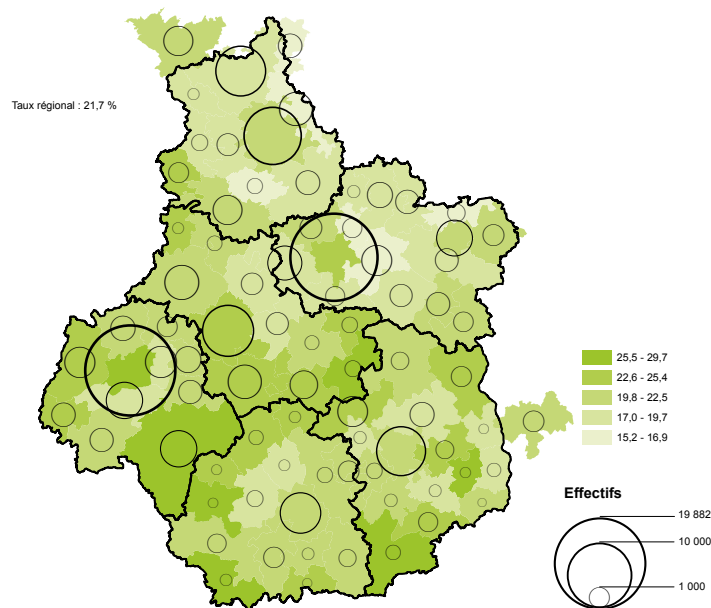 Taux régional : 21,7 %
25,5 - 29,7
22,6 - 25,4
19,8 - 22,5
17,0 - 19,7
15,2 - 16,9
Effectifs
19 882
10 000
1 000